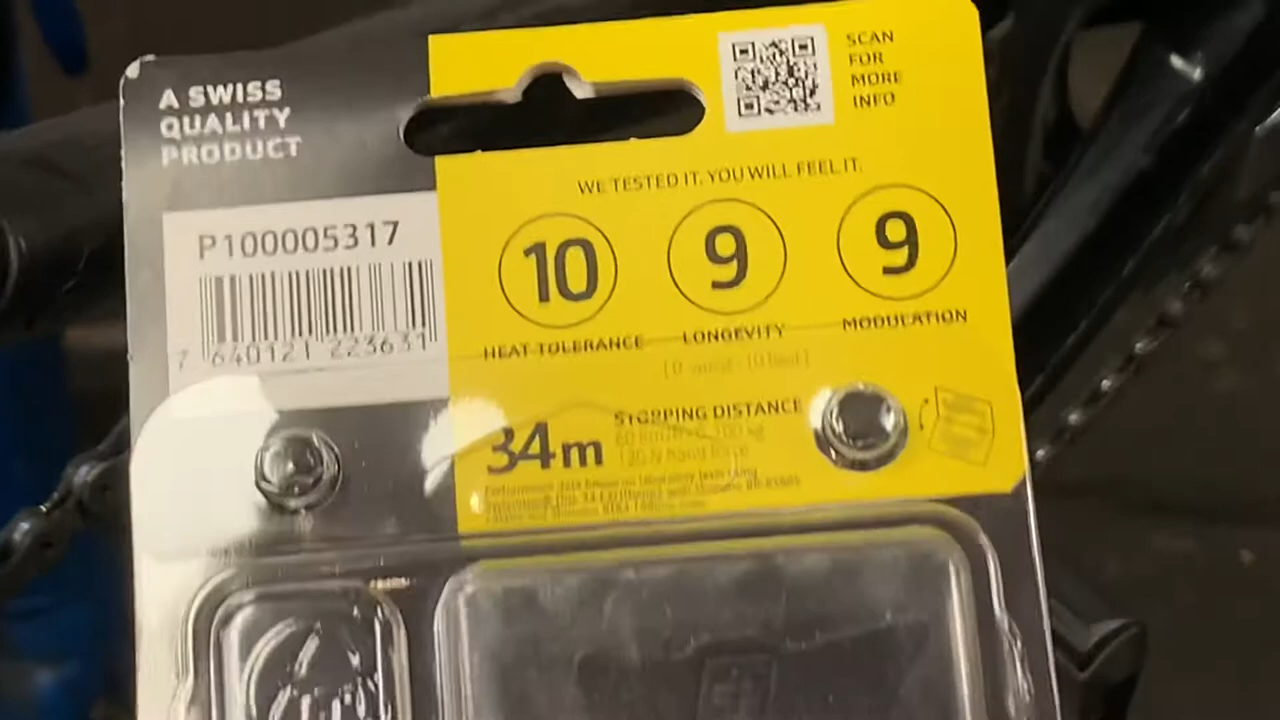 A SWISS
QUALITY
PRODUCT
P100005317
7 640121 223631
SCAN
FOR
MORE
INFO
WE TESTED IT. YOU WILL FEEL IT.
10 9 9
HEAT TOLERANCE LONGEVITY MODULATION
34m
STOPPING DISTANCE